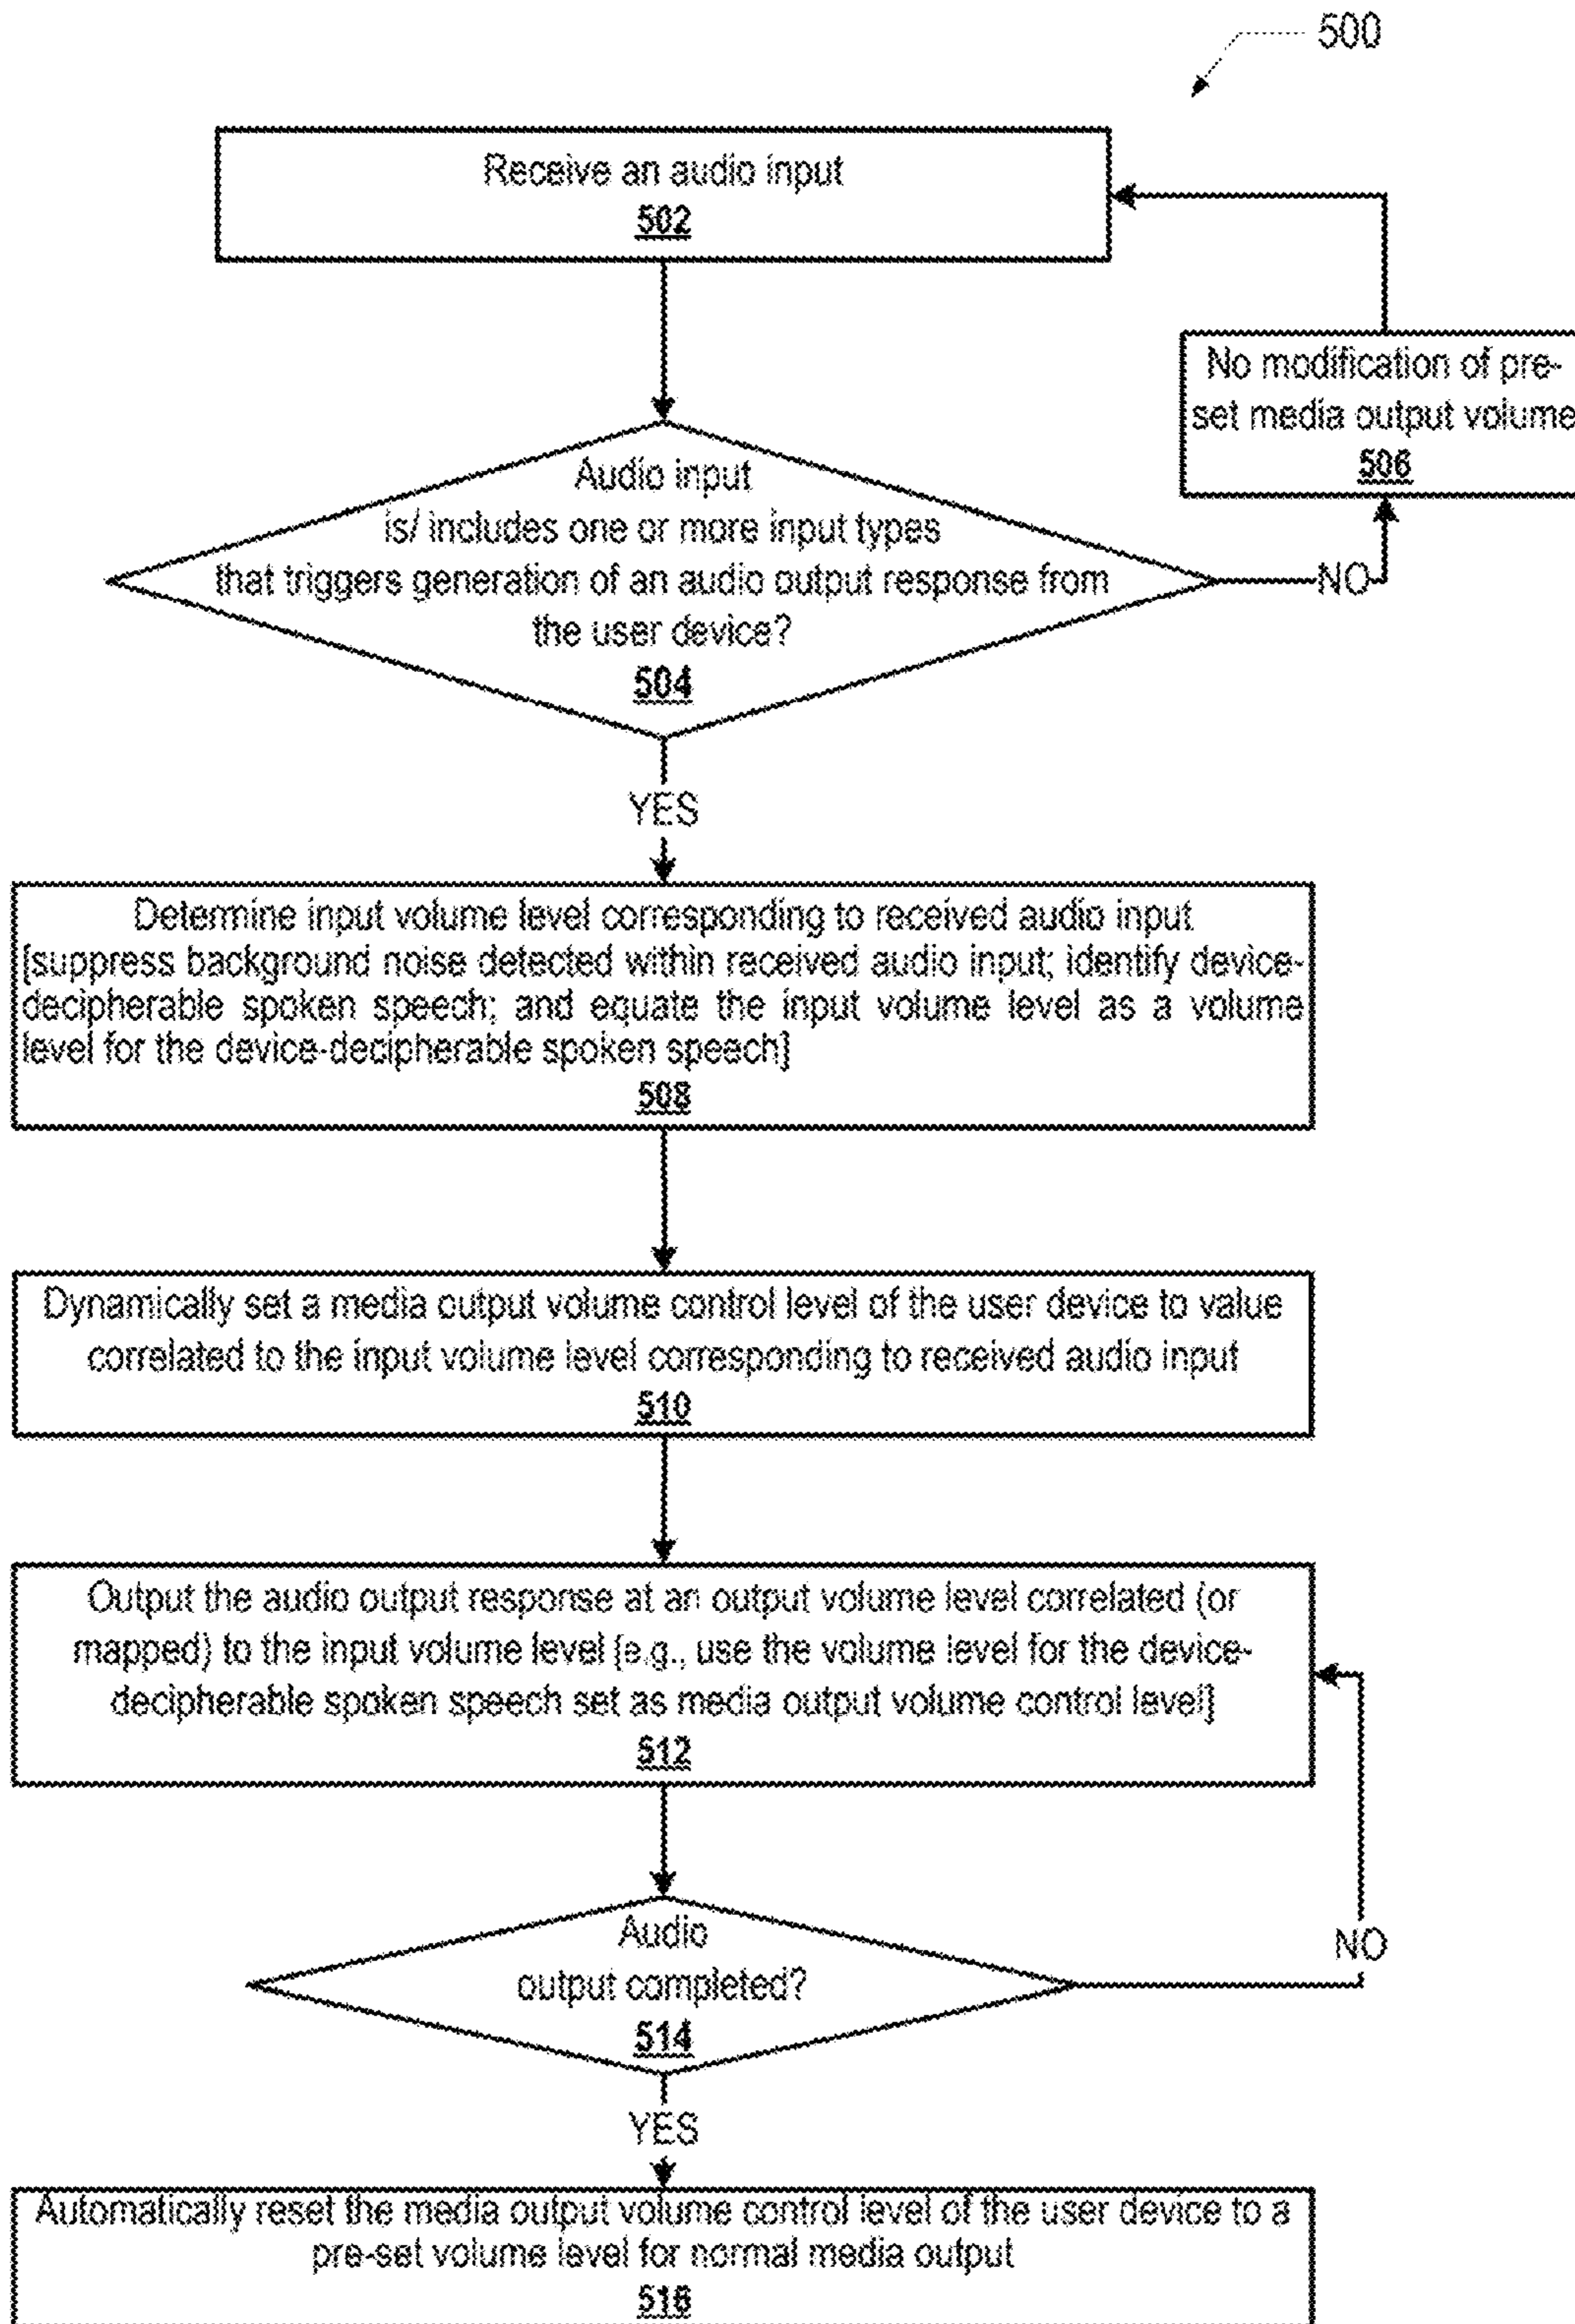 500
Receive an audio input
502
No modification of pre-
set media output volume
506
Audio input
is/ includes one or more input types
that triggers generation of an audio output response from
the user device?
504
NO
YES
Determine input volume level corresponding to received audio input
[suppress background noise detected within received audio input; identify device-
decipherable spoken speech; and equate the input volume level as a volume
level for the device-decipherable spoken speech]
508
Dynamically set a media output volume control level of the user device to value
correlated to the input volume level corresponding to received audio input
510
Output the audio output response at an output volume level correlated (or
mapped) to the input volume level [e.g., use the volume level for the device-
decipherable spoken speech set as media output volume control level]
512
Audio
output completed?
514
NO
YES
Automatically reset the media output volume control level of the user device to a
pre-set volume level for normal media output
516